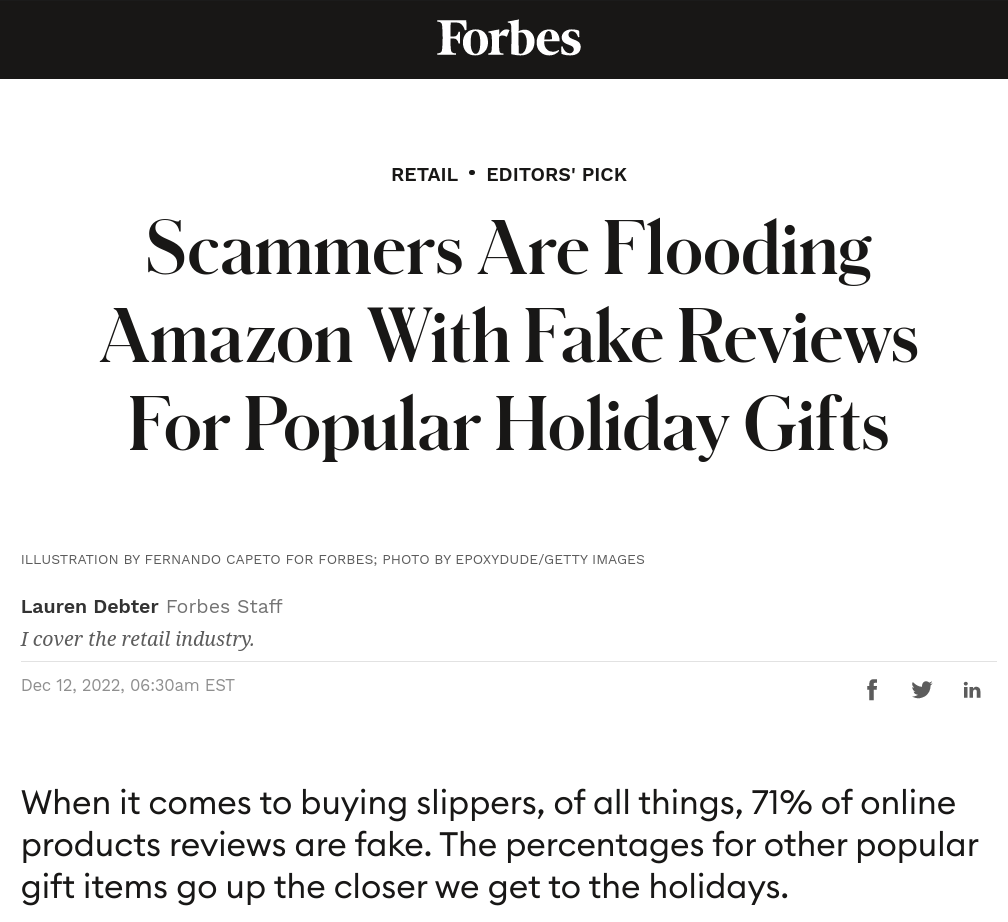 Forbes
RETAIL • EDITORS' PICK
Scammers Are Flooding
Amazon With Fake Reviews
For Popular Holiday Gifts
ILLUSTRATION BY FERNANDO CAPETO FOR FORBES; PHOTO BY EPOXYDUDE/GETTY IMAGES
Lauren Debter Forbes Staff
I cover the retail industry.
Dec 12, 2022, 06:30am EST
When it comes to buying slippers, of all things, 71% of online
products reviews are fake. The percentages for other popular
gift items go up the closer we get to the holidays.